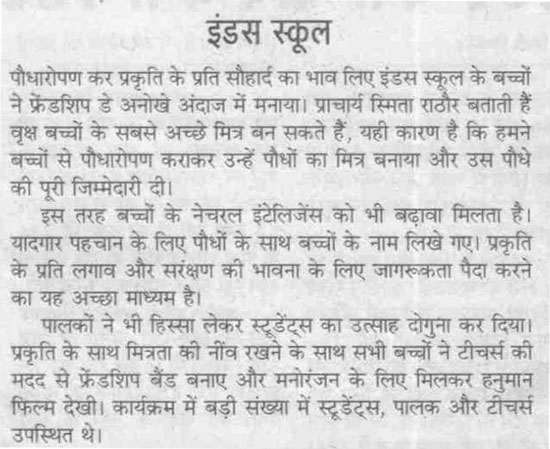 इंडस स्कूल
पौधारोपण कर प्रकृति के प्रति सौहार्द का भाव लिए इंडस स्कूल के बच्चों
ने फ्रेंडशिप डे अनोखे अंदाज में मनाया। प्राचार्य स्मिता राठौर बताती हैं
वृक्ष बच्चों के सबसे अच्छे मित्र बन सकते हैं, यही कारण है कि हमने
बच्चों से पौधारोपण कराकर उन्हें पौधों का मित्र बनाया और उस पौधे
की पूरी जिम्मेदारी दी।
इस तरह बच्चों के नेचरल इंटेलिजेंस को भी बढ़ावा मिलता है।
यादगार पहचान के लिए पौधों के साथ बच्चों के नाम लिखे गए। प्रकृति
के प्रति लगाव और सरंक्षण की भावना के लिए जागरूकता पैदा करने
का यह अच्छा माध्यम है।
पालकों ने भी हिस्सा लेकर स्टूडेंट्स का उत्साह दोगुना कर दिया।
प्रकृति के साथ मित्रता की नींव रखने के साथ सभी बच्चों ने टीचर्स की
मदद से फ्रेंडशिप बैंड बनाए और मनोरंजन के लिए मिलकर हनुमान
फिल्म देखी। कार्यक्रम में बड़ी संख्या में स्टूडेंट्स, पालक और टीचर्स
उपस्थित थे।